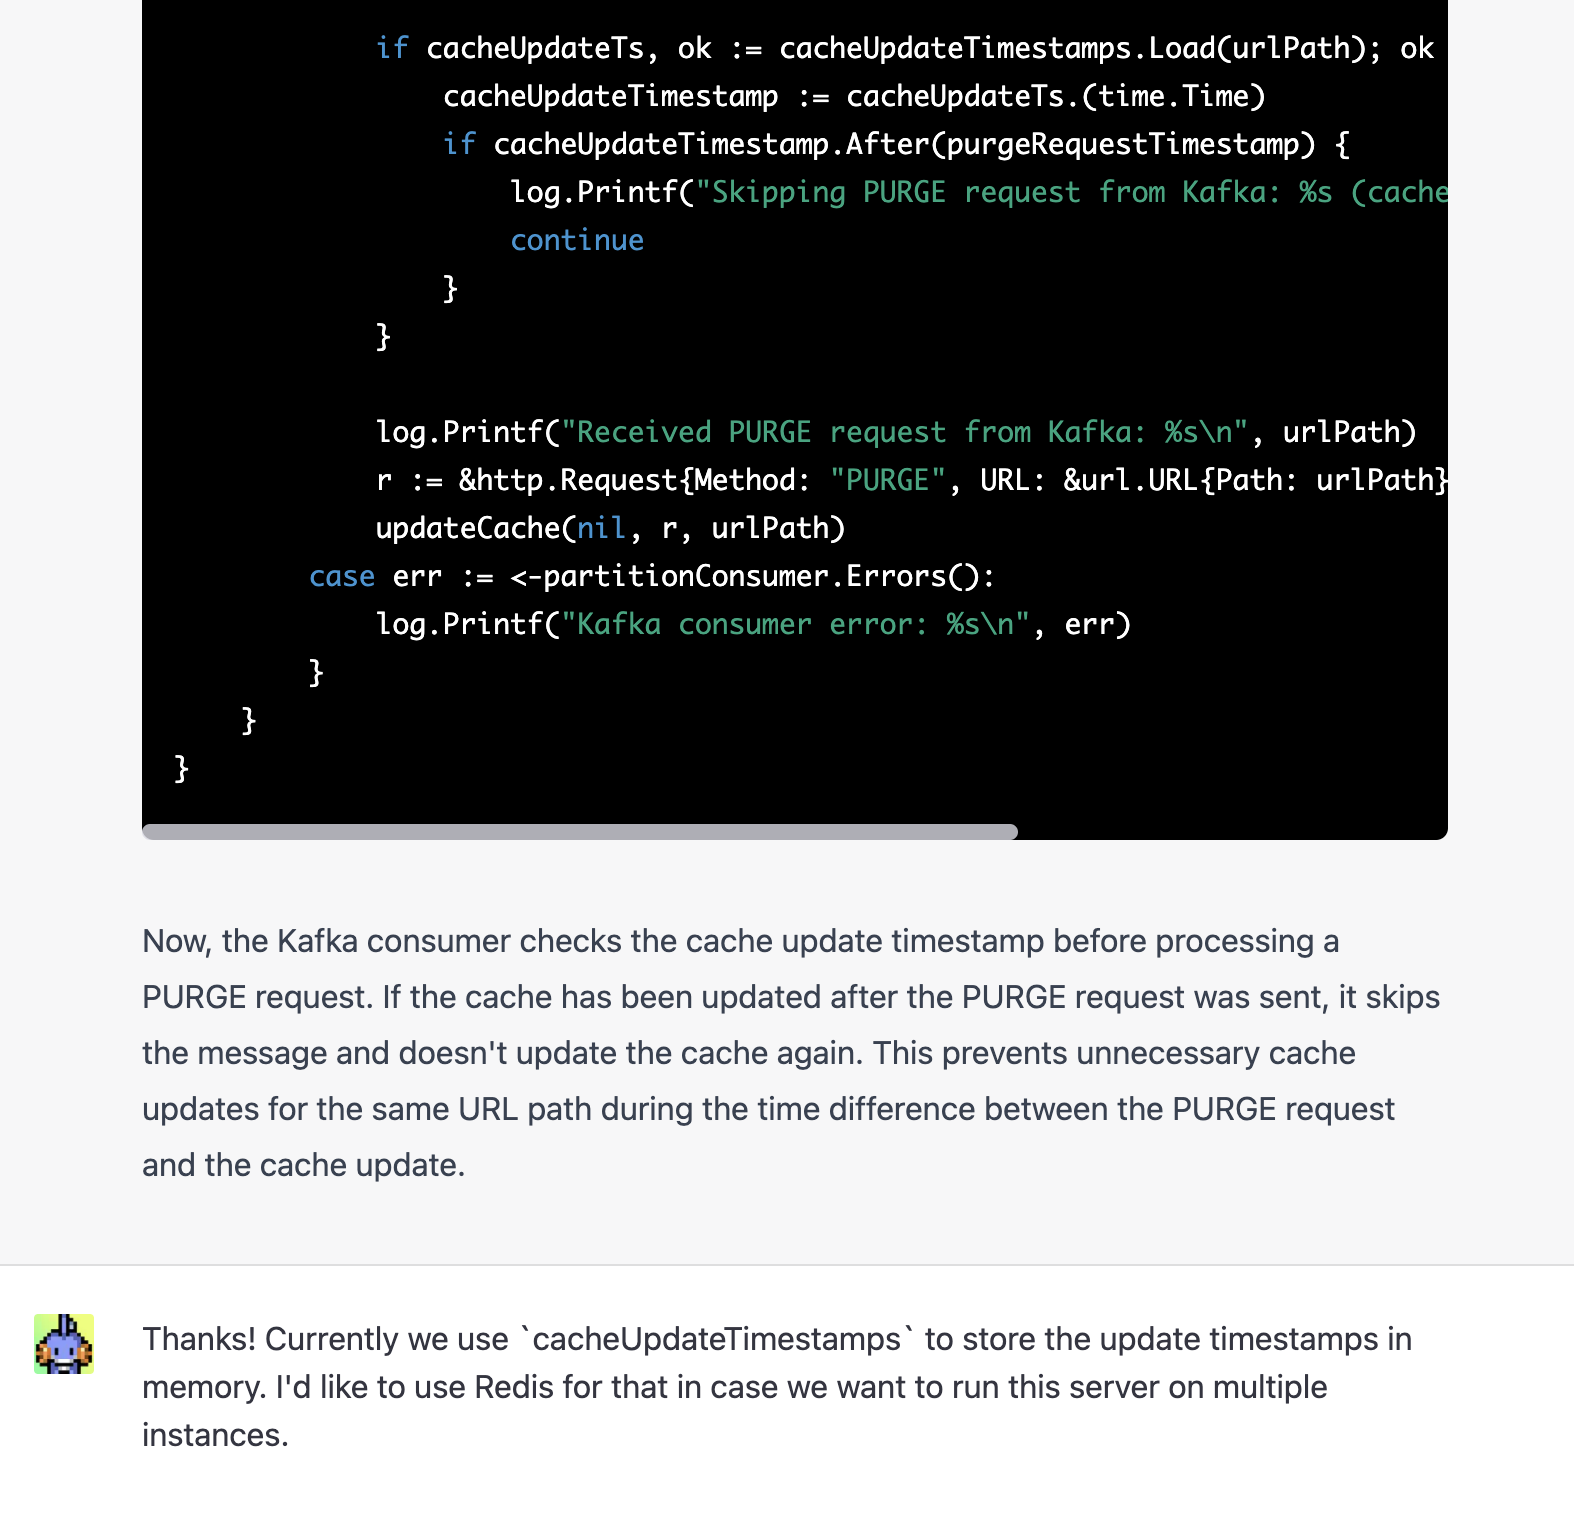 if cacheUpdateTs, ok := cacheUpdateTimestamps.Load(urlPath); ok
cacheUpdateTimestamp := cacheUpdateTs.(time.Time)
if cacheUpdateTimestamp.After(purgeRequestTimestamp) {
log.Printf("Skipping PURGE request from Kafka: %s (cache
continue
}
}
log.Printf("Received PURGE request from Kafka: %s\n", urlPath)
r := &http.Request{Method: "PURGE", URL: &url.URL{Path: urlPath}
updateCache(nil, r, urlPath)
case err := <-partitionConsumer.Errors():
log.Printf("Kafka consumer error: %s\n", err)
}
}
}
Now, the Kafka consumer checks the cache update timestamp before processing a
PURGE request. If the cache has been updated after the PURGE request was sent, it skips
the message and doesn't update the cache again. This prevents unnecessary cache
updates for the same URL path during the time difference between the PURGE request
and the cache update.
Thanks! Currently we use `cacheUpdateTimestamps` to store the update timestamps in
memory. I'd like to use Redis for that in case we want to run this server on multiple
instances.